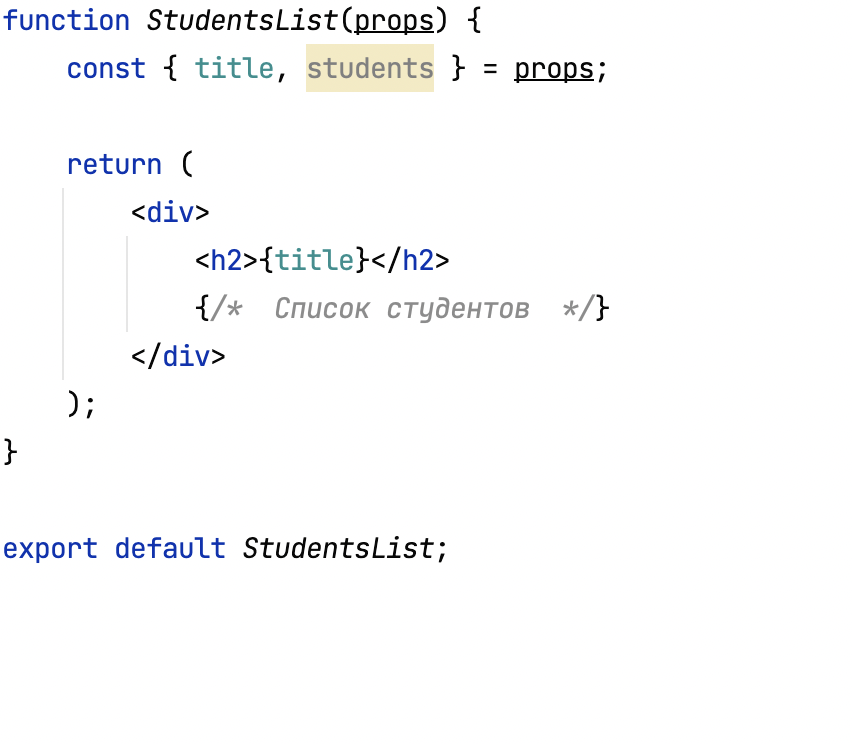 function StudentsList(props) {
    const { title, students } = props;

    return (
        <div>
            <h2>{title}</h2>
            {/*  Список студентов  */}
        </div>
    );
}

export default StudentsList;